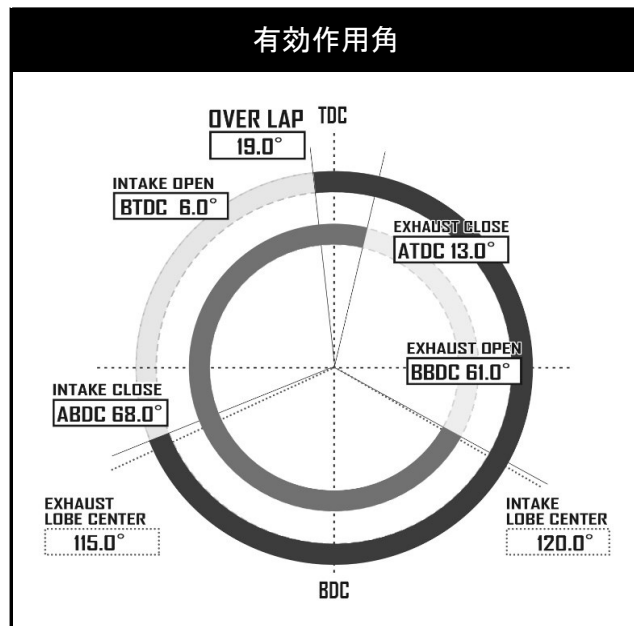 有効作用角
OVER LAP
19.0°
TDC
INTAKE OPEN
BTDC 6.0°
EXHAUST CLOSE
ATDC 13.0°
EXHAUST OPEN
BBDC 61.0°
INTAKE CLOSE
ABDC 68.0°
EXHAUST
LOBE CENTER
115.0°
INTAKE
LOBE CENTER
120.0°
BDC